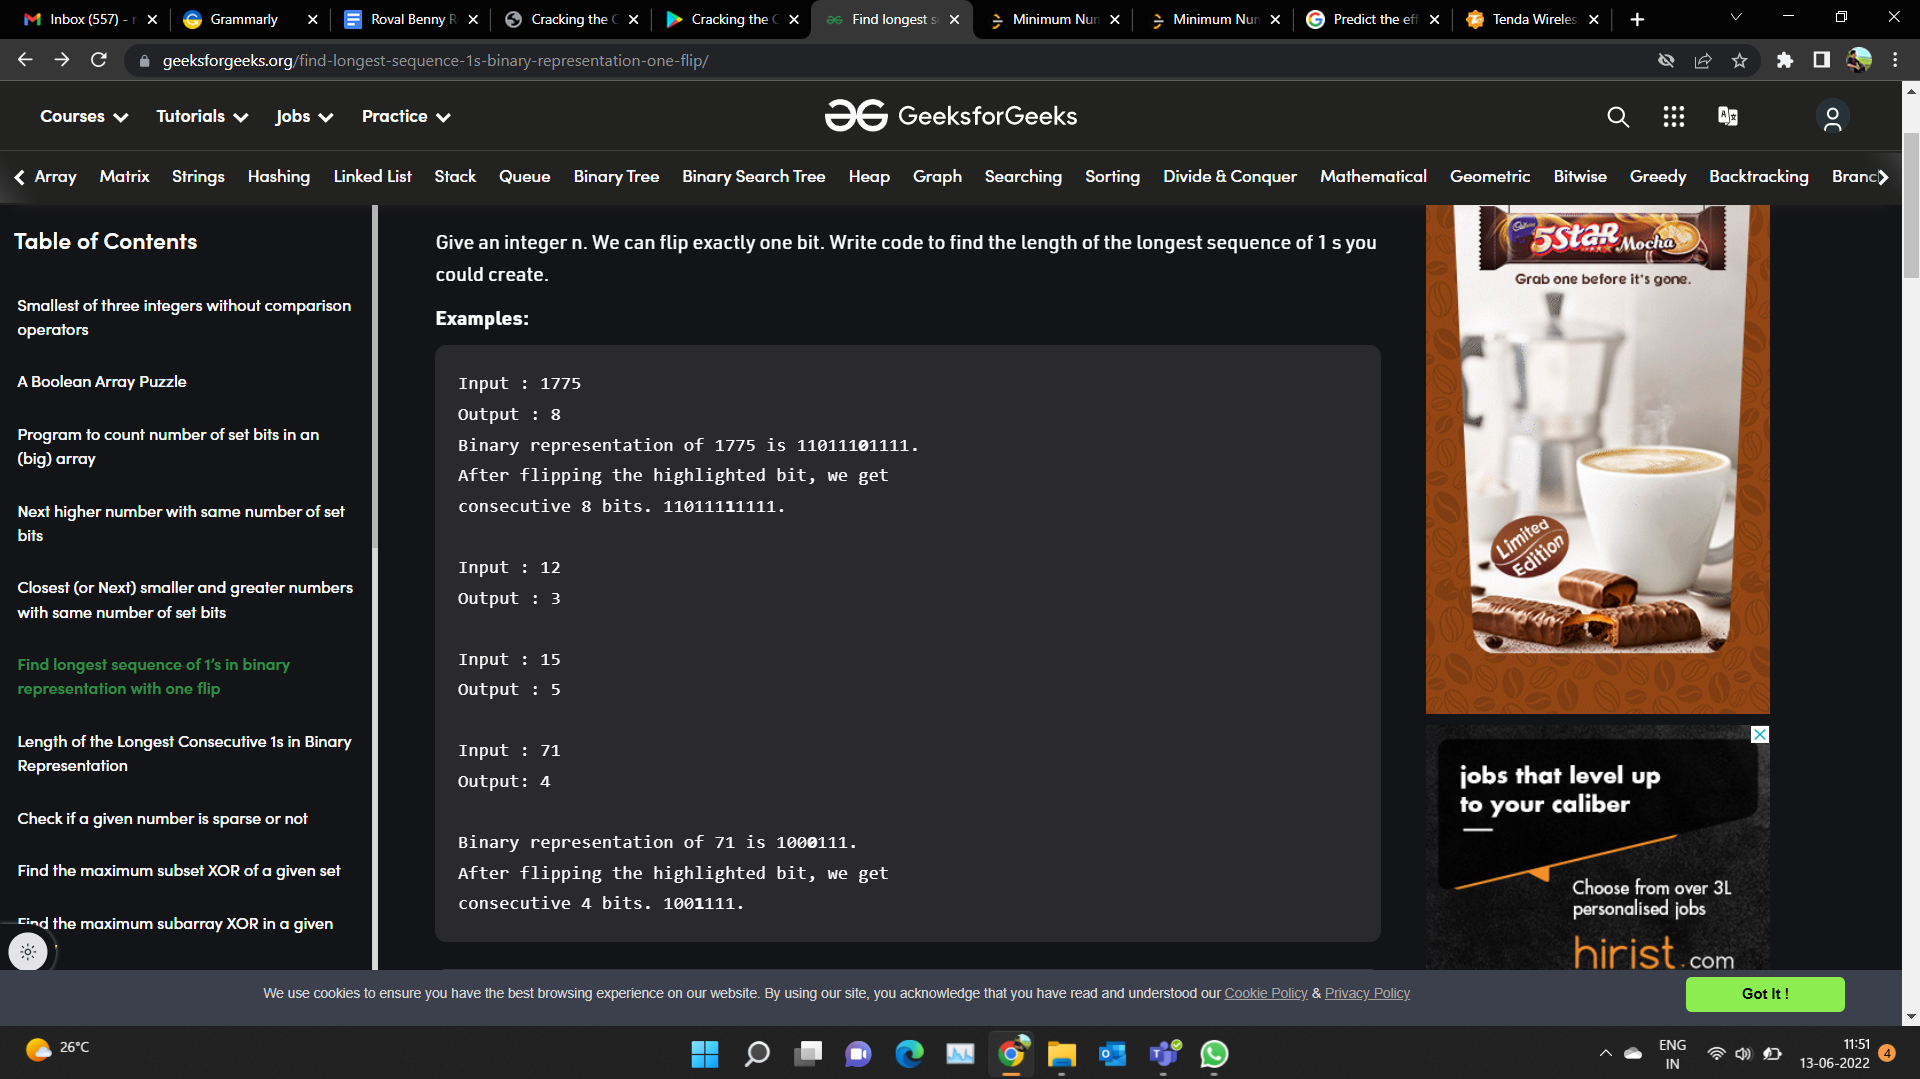 Inbox (557) - r
Grammarly
Roval Benny R
Cracking the C
Cracking the C
Find longest s
Minimum Nun
Minimum Nun
Predict the eff
Tenda Wireles
geeksforgeeks.org/find-longest-sequence-1s-binary-representation-one-flip/
Courses
Tutorials
Jobs
Practice
GeeksforGeeks
Array
Matrix
Strings
Hashing
Linked List
Stack
Queue
Binary Tree
Binary Search Tree
Heap
Graph
Searching
Sorting
Divide & Conquer
Mathematical
Geometric
Bitwise
Greedy
Backtracking
Branc
Table of Contents
Smallest of three integers without comparison
operators
A Boolean Array Puzzle
Program to count number of set bits in an
(big) array
Next higher number with same number of set
bits
Closest (or Next) smaller and greater numbers
with same number of set bits
Find longest sequence of 1's in binary
representation with one flip
Length of the Longest Consecutive 1s in Binary
Representation
Check if a given number is sparse or not
Find the maximum subset XOR of a given set
Find the maximum subarray XOR in a given
Give an integer n. We can flip exactly one bit. Write code to find the length of the longest sequence of 1 s you
could create.
Examples:
Input : 1775
Output : 8
Binary representation of 1775 is 11011101111.
After flipping the highlighted bit, we get
consecutive 8 bits. 11011111111.
Input : 12
Output : 3
Input : 15
Output : 5
Input : 71
Output: 4
Binary representation of 71 is 1000111.
After flipping the highlighted bit, we get
consecutive 4 bits. 1001111.
Cadbury
5STAR Mocha
Grab one before it's gone.
Limited
Edition
jobs that level up
to your caliber
Choose from over 3L
personalised jobs
hirist.com
We use cookies to ensure you have the best browsing experience on our website. By using our site, you acknowledge that you have read and understood our Cookie Policy & Privacy Policy
Got It !
26°C
ENG
IN
11:51
13-06-2022
4